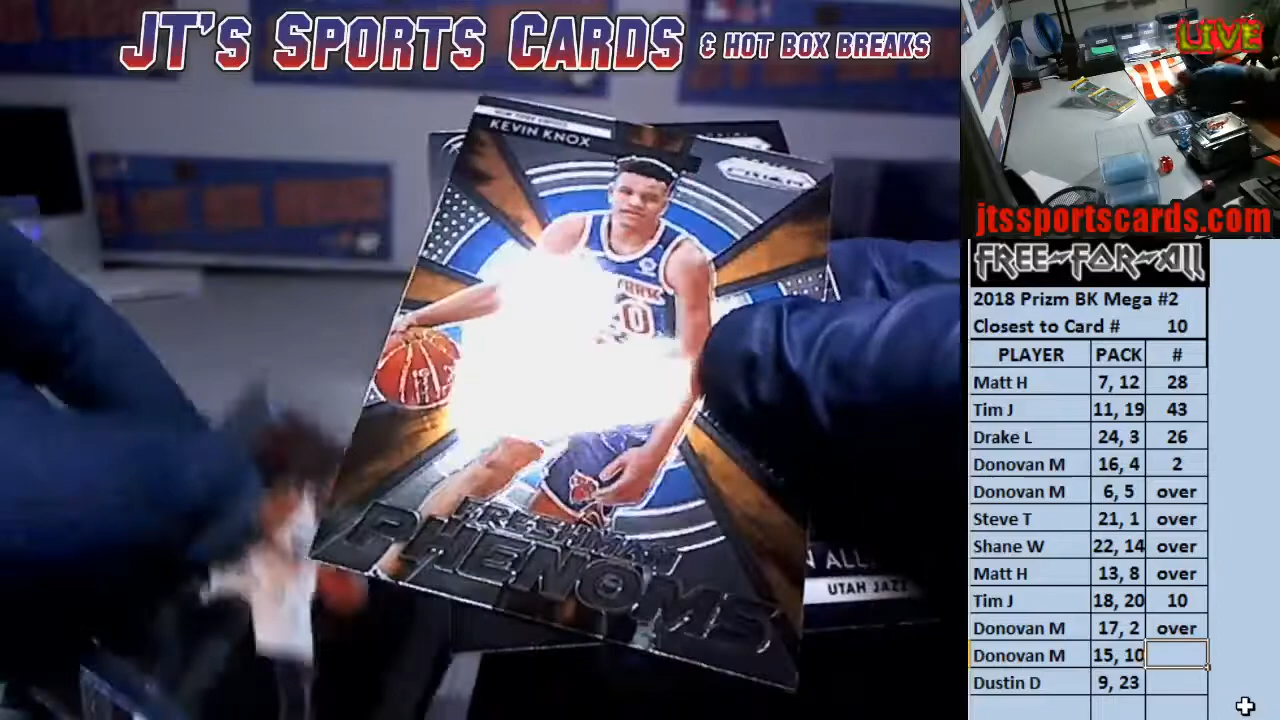 JT'S SPORTS CARDS & HOT BOX BREAKS
LIVE
jtssportscards.com
FREE-FOR-ALL
2018 Prizm BK Mega #2
Closest to Card # 10
PLAYER PACK #
Matt H 7, 12 28
Tim J 11, 19 43
Drake L 24, 3 26
Donovan M 16, 4 2
Donovan M 6, 5 over
Steve T 21, 1 over
Shane W 22, 14 over
Matt H 13, 8 over
Tim J 18, 20 10
Donovan M 17, 2 over
Donovan M 15, 10
Dustin D 9, 23
NEW YORK KNICKS
KEVIN KNOX
PRIZM
FRESHMAN
PHENOMS
UTAH JAZZ